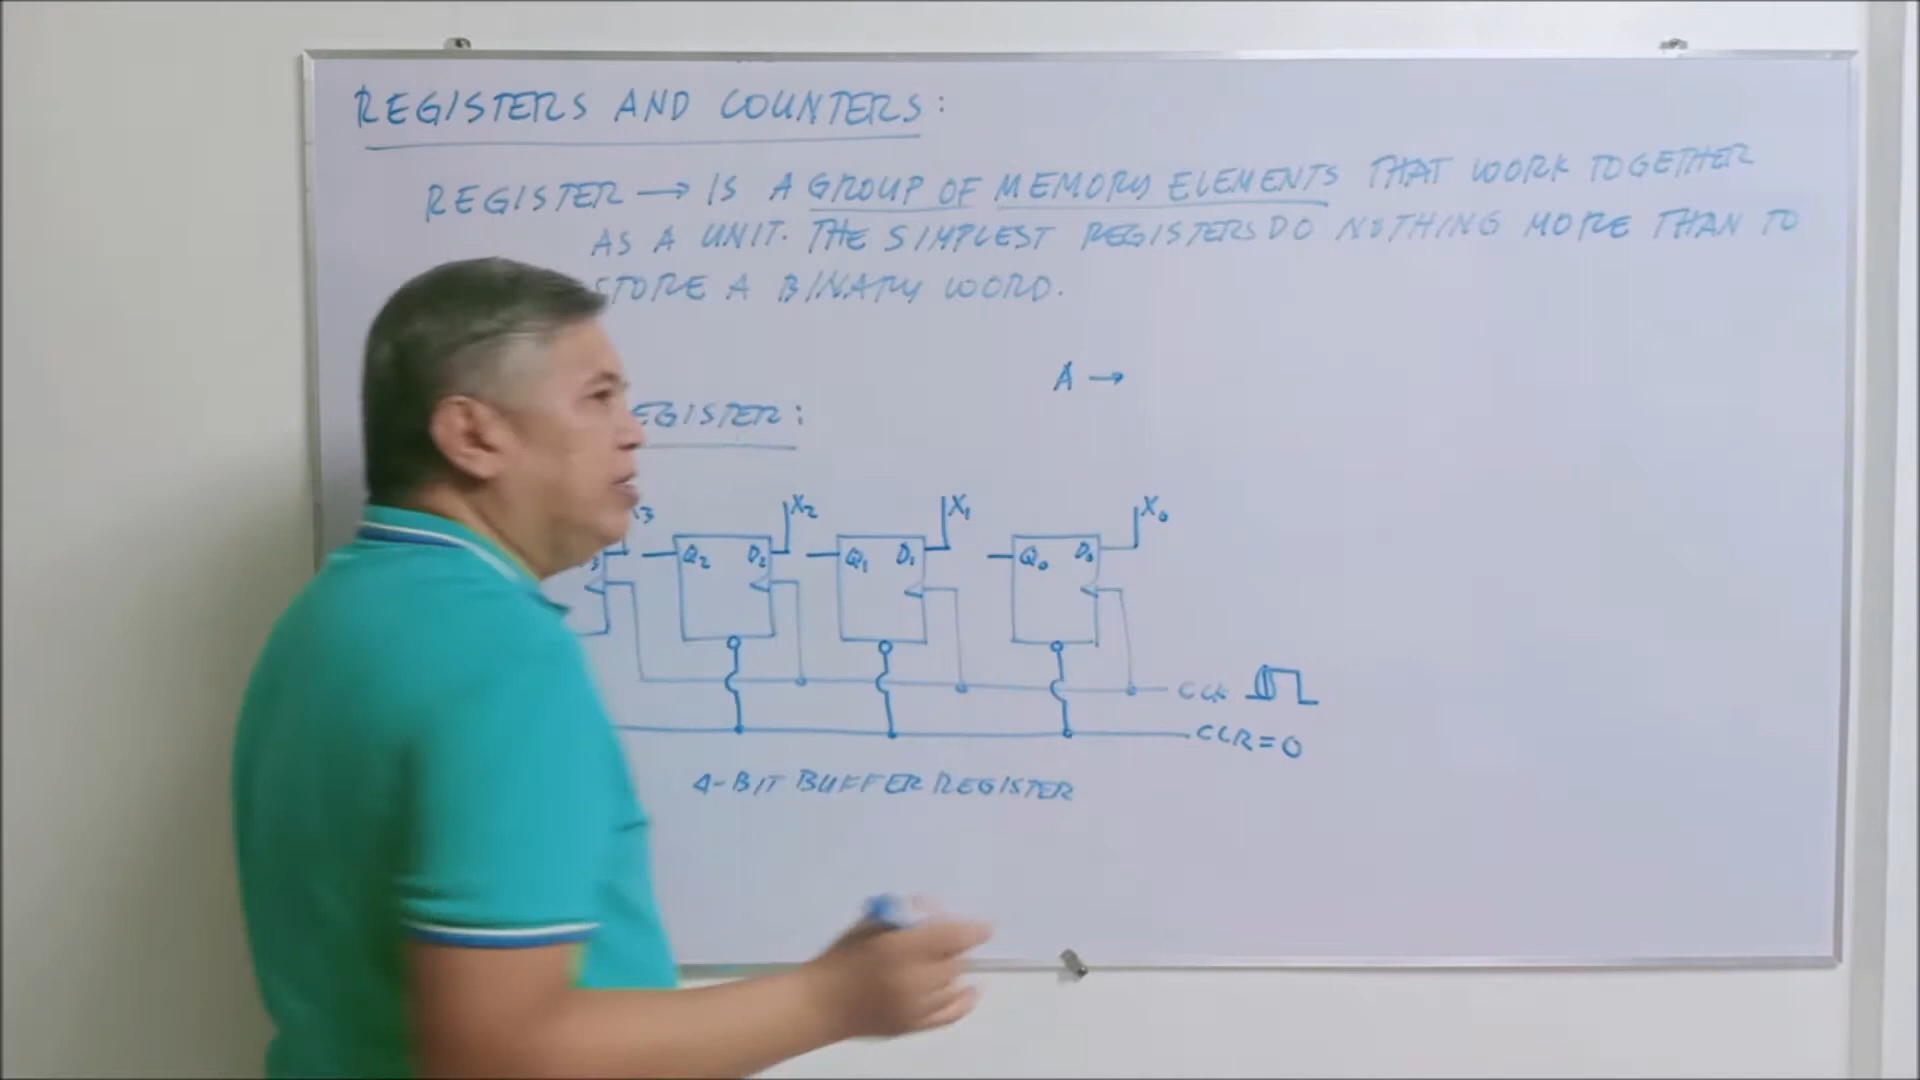 REGISTERS AND COUNTERS:
REGISTER → IS A GROUP OF MEMORY ELEMENTS THAT WORK TOGETHER
AS A UNIT. THE SIMPLEST REGISTERS DO NOTHING MORE THAN TO
STORE A BINARY WORD.
A →
EGISTER:
X3 X2 X1 X0
3 Q2 D2 Q1 D1 Q0 D0
CLK
CLR=0
4-BIT BUFFER REGISTER